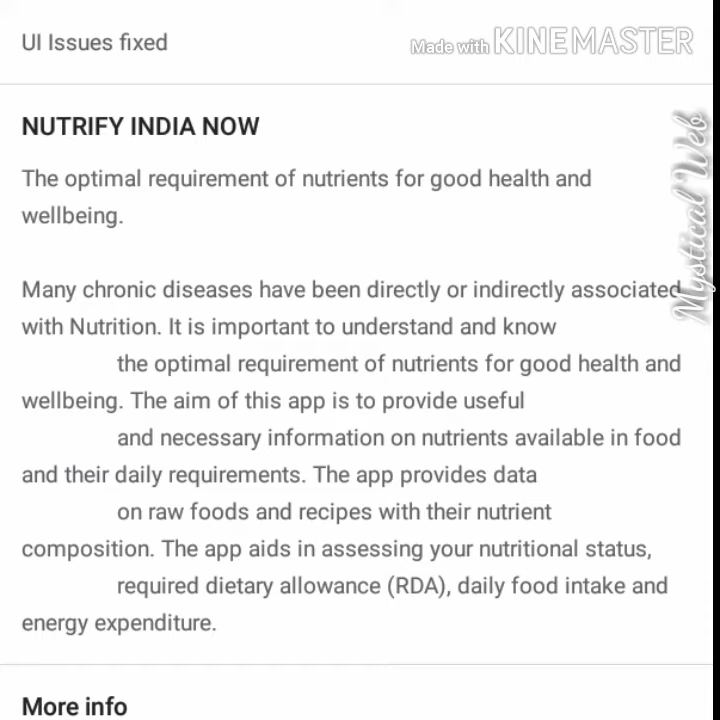 UI Issues fixed
Made with KINEMASTER
NUTRIFY INDIA NOW
The optimal requirement of nutrients for good health and
wellbeing.
Many chronic diseases have been directly or indirectly associated
with Nutrition. It is important to understand and know
the optimal requirement of nutrients for good health and
wellbeing. The aim of this app is to provide useful
and necessary information on nutrients available in food
and their daily requirements. The app provides data
on raw foods and recipes with their nutrient
composition. The app aids in assessing your nutritional status,
required dietary allowance (RDA), daily food intake and
energy expenditure.
More info
Mystical Web